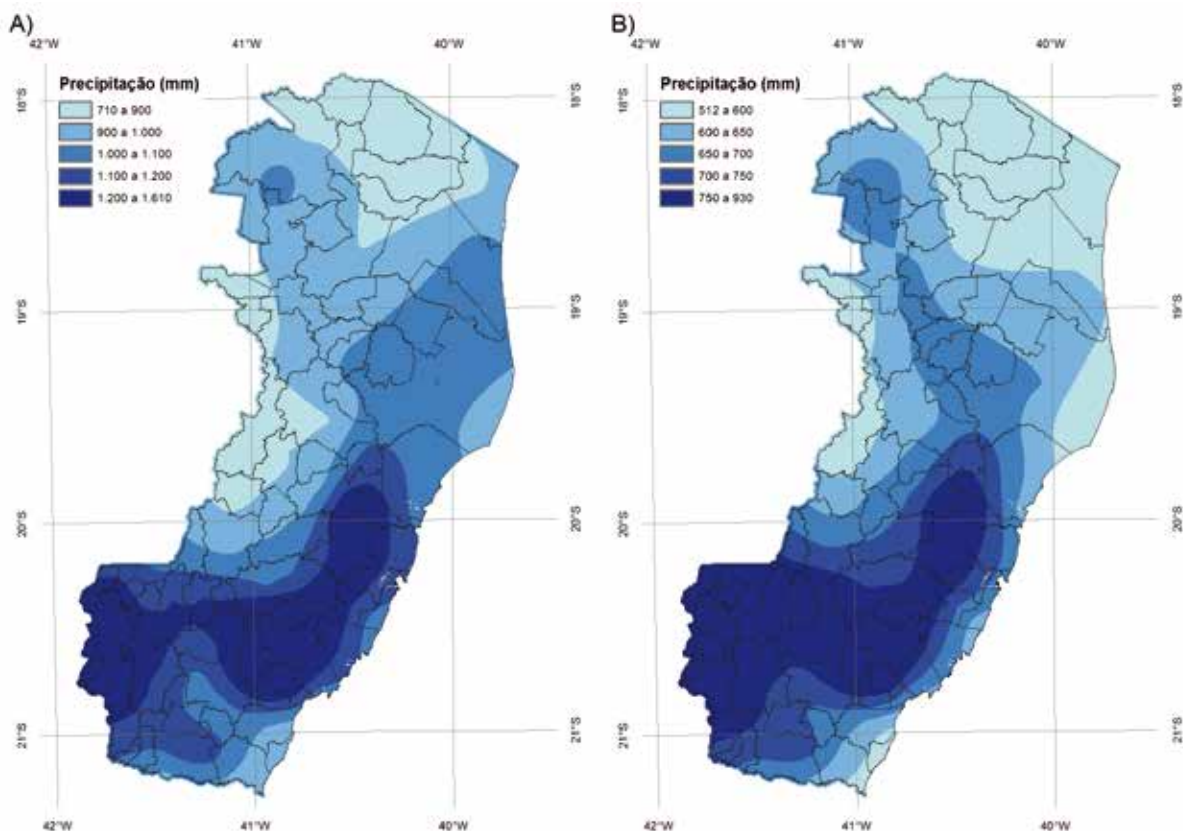 A)
42°W 41°W 40°W
Precipitação (mm)
710 a 900
900 a 1.000
1.000 a 1.100
1.100 a 1.200
1.200 a 1.610
18°S 18°S
19°S 19°S
20°S 20°S
21°S 21°S
42°W 41°W 40°W
B)
42°W 41°W 40°W
Precipitação (mm)
512 a 600
600 a 650
650 a 700
700 a 750
750 a 930
18°S 18°S
19°S 19°S
20°S 20°S
21°S 21°S
42°W 41°W 40°W